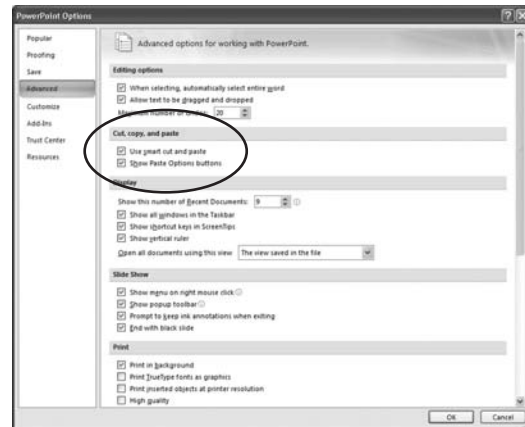 PowerPoint Options
Popular
Proofing
Save
Advanced
Customize
Add-Ins
Trust Center
Resources
Advanced options for working with PowerPoint.
Editing options
When selecting, automatically select entire word
Allow text to be dragged and dropped
Maximum number of undos: 20
Cut, copy, and paste
Use smart cut and paste
Show Paste Options buttons
Display
Show this number of Recent Documents: 9
Show all windows in the Taskbar
Show shortcut keys in ScreenTips
Show vertical ruler
Open all documents using this view The view saved in the file
Slide Show
Show menu on right mouse click
Show popup toolbar
Prompt to keep ink annotations when exiting
End with black slide
Print
Print in background
Print TrueType fonts as graphics
Print inserted objects at printer resolution
High quality
OK Cancel